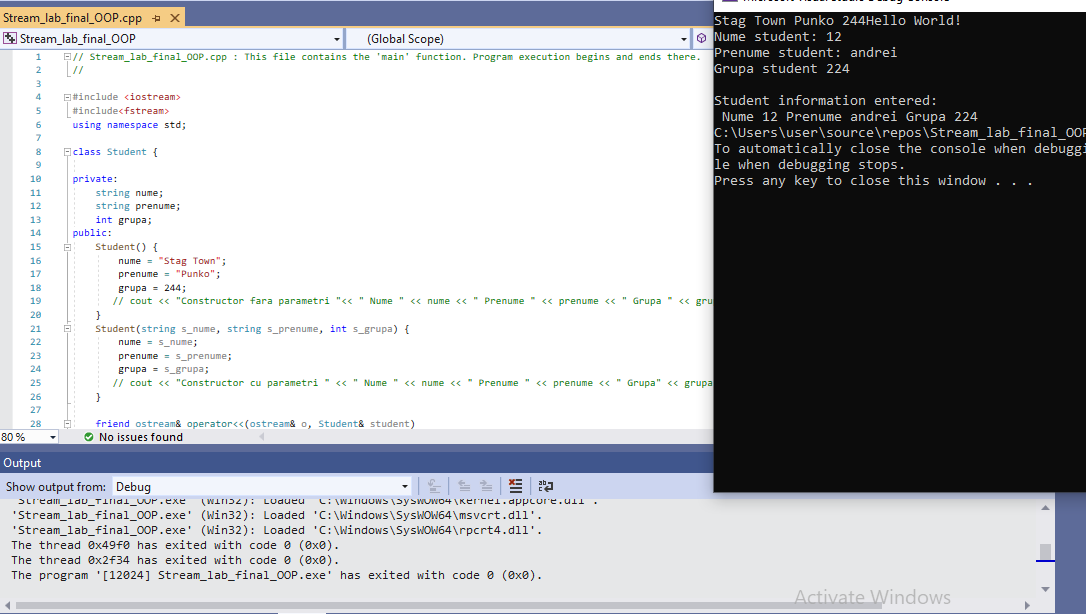 Stream_lab_final_OOP.cpp
Stream_lab_final_OOP
(Global Scope)
1 // Stream_lab_final_OOP.cpp : This file contains the 'main' function. Program execution begins and ends there.
2 //
3
4 #include <iostream>
5 #include<fstream>
6 using namespace std;
7
8 class Student {
9
10 private:
11 string nume;
12 string prenume;
13 int grupa;
14 public:
15 Student() {
16 nume = "Stag Town";
17 prenume = "Punko";
18 grupa = 244;
19 // cout << "Constructor fara parametri "<< " Nume " << nume << " Prenume " << prenume << " Grupa " << gru
20 }
21 Student(string s_nume, string s_prenume, int s_grupa) {
22 nume = s_nume;
23 prenume = s_prenume;
24 grupa = s_grupa;
25 // cout << "Constructor cu parametri " << " Nume " << nume << " Prenume " << prenume << " Grupa" << grupa
26 }
27
28 friend ostream& operator<<(ostream& o, Student& student)
80 %
No issues found
Stag Town Punko 244Hello World!
Nume student: 12
Prenume student: andrei
Grupa student 224
Student information entered:
Nume 12 Prenume andrei Grupa 224
C:\Users\user\source\repos\Stream_lab_final_OOP
To automatically close the console when debuggi
le when debugging stops.
Press any key to close this window . . .
Output
Show output from: Debug
'Stream_lab_final_OOP.exe' (Win32): Loaded 'C:\Windows\SysWOW64\kernel.appcore.dll'.
'Stream_lab_final_OOP.exe' (Win32): Loaded 'C:\Windows\SysWOW64\msvcrt.dll'.
'Stream_lab_final_OOP.exe' (Win32): Loaded 'C:\Windows\SysWOW64\rpcrt4.dll'.
The thread 0x49f0 has exited with code 0 (0x0).
The thread 0x2f34 has exited with code 0 (0x0).
The program '[12024] Stream_lab_final_OOP.exe' has exited with code 0 (0x0).
Activate Windows